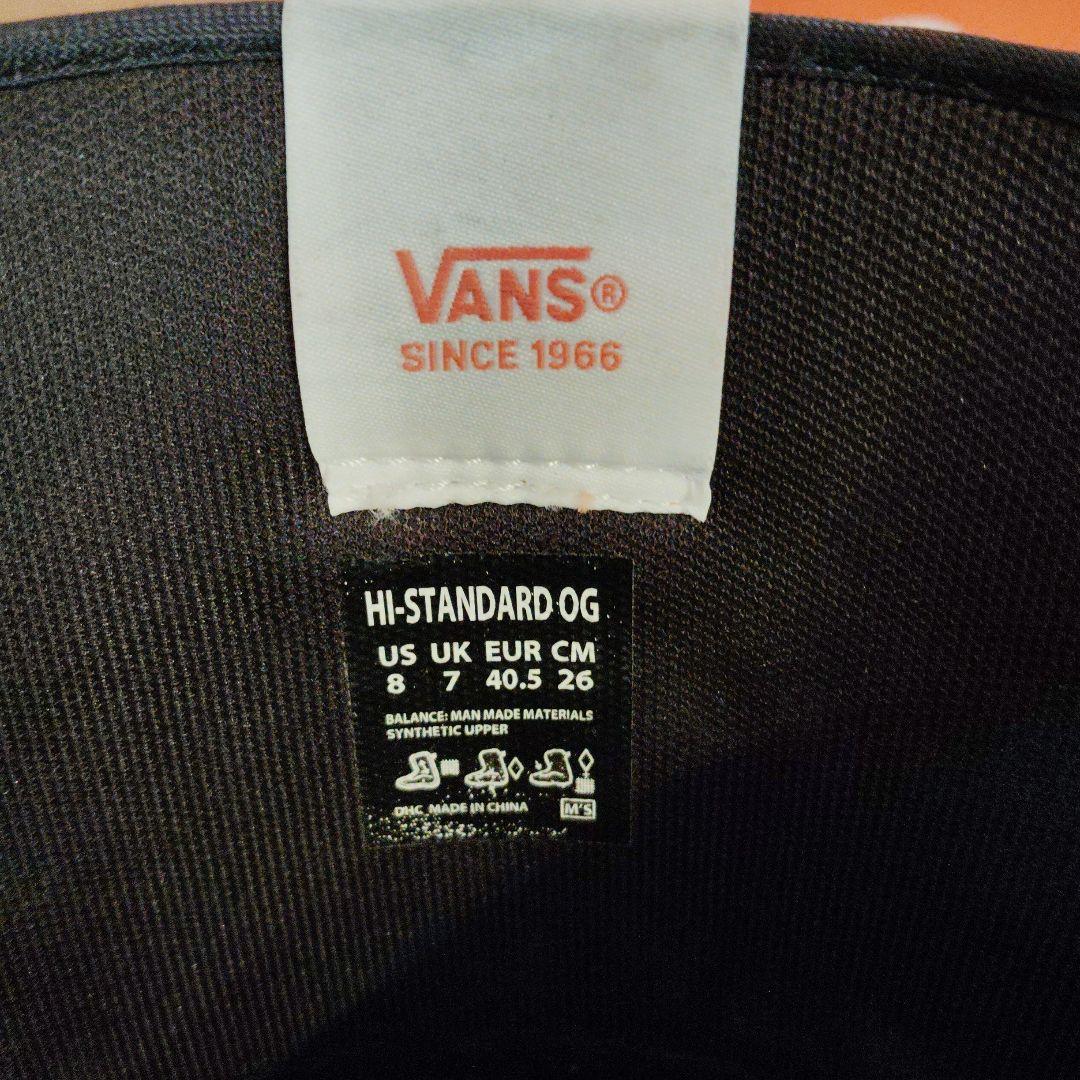 VANS®
SINCE 1966
HI-STANDARD OG
US UK EUR CM
8 7 40.5 26
BALANCE: MAN MADE MATERIALS
SYNTHETIC UPPER
DHC MADE IN CHINA M'S